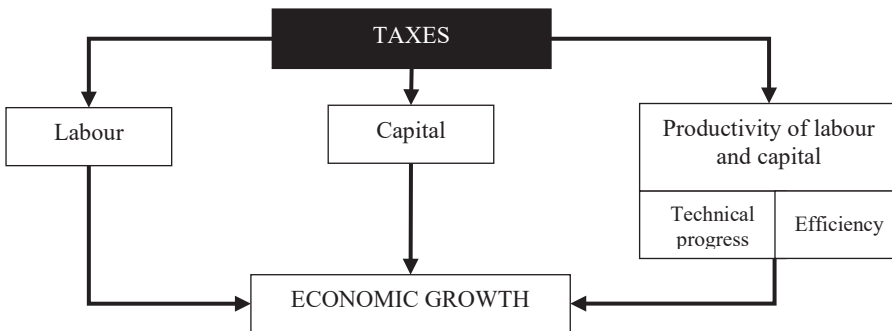 TAXES
Labour
Capital
Productivity of labour
and capital
Technical
progress
Efficiency
ECONOMIC GROWTH